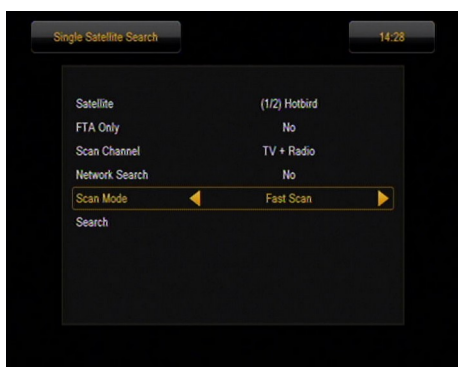 Single Satellite Search 14:28
Satellite (1/2) Hotbird
FTA Only No
Scan Channel TV + Radio
Network Search No
Scan Mode Fast Scan
Search